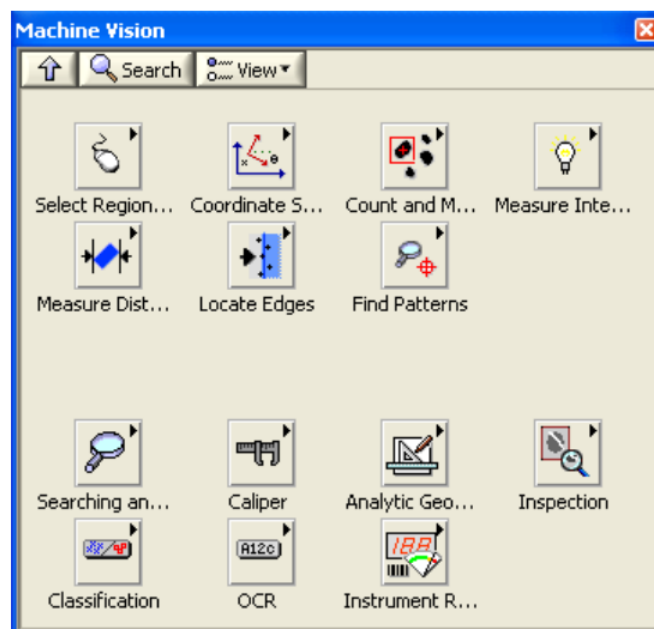 Machine Vision
Search View
Select Region... Coordinate S... Count and M... Measure Inte...
Measure Dist... Locate Edges Find Patterns
Searching an... Caliper Analytic Geo... Inspection
A12c 188
Classification OCR Instrument R...